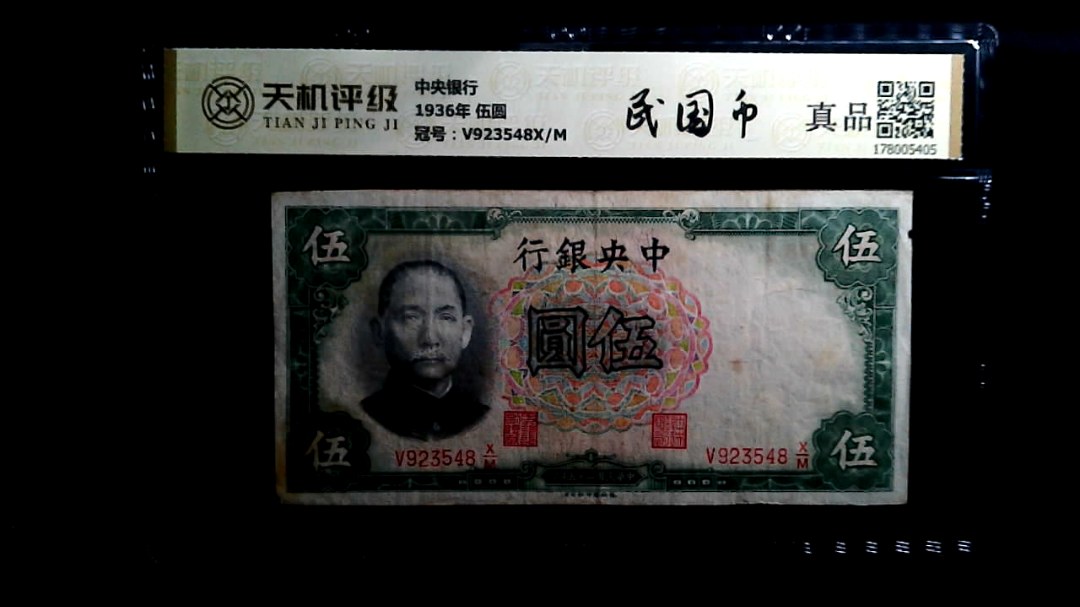 天机评级
TIAN JI PING JI
中央银行
1936年 伍圆
冠号：V923548X/M
民国币
真品
178005405
伍
行銀央中
伍
圓伍
伍
V923548 X/M
V923548 X/M
伍